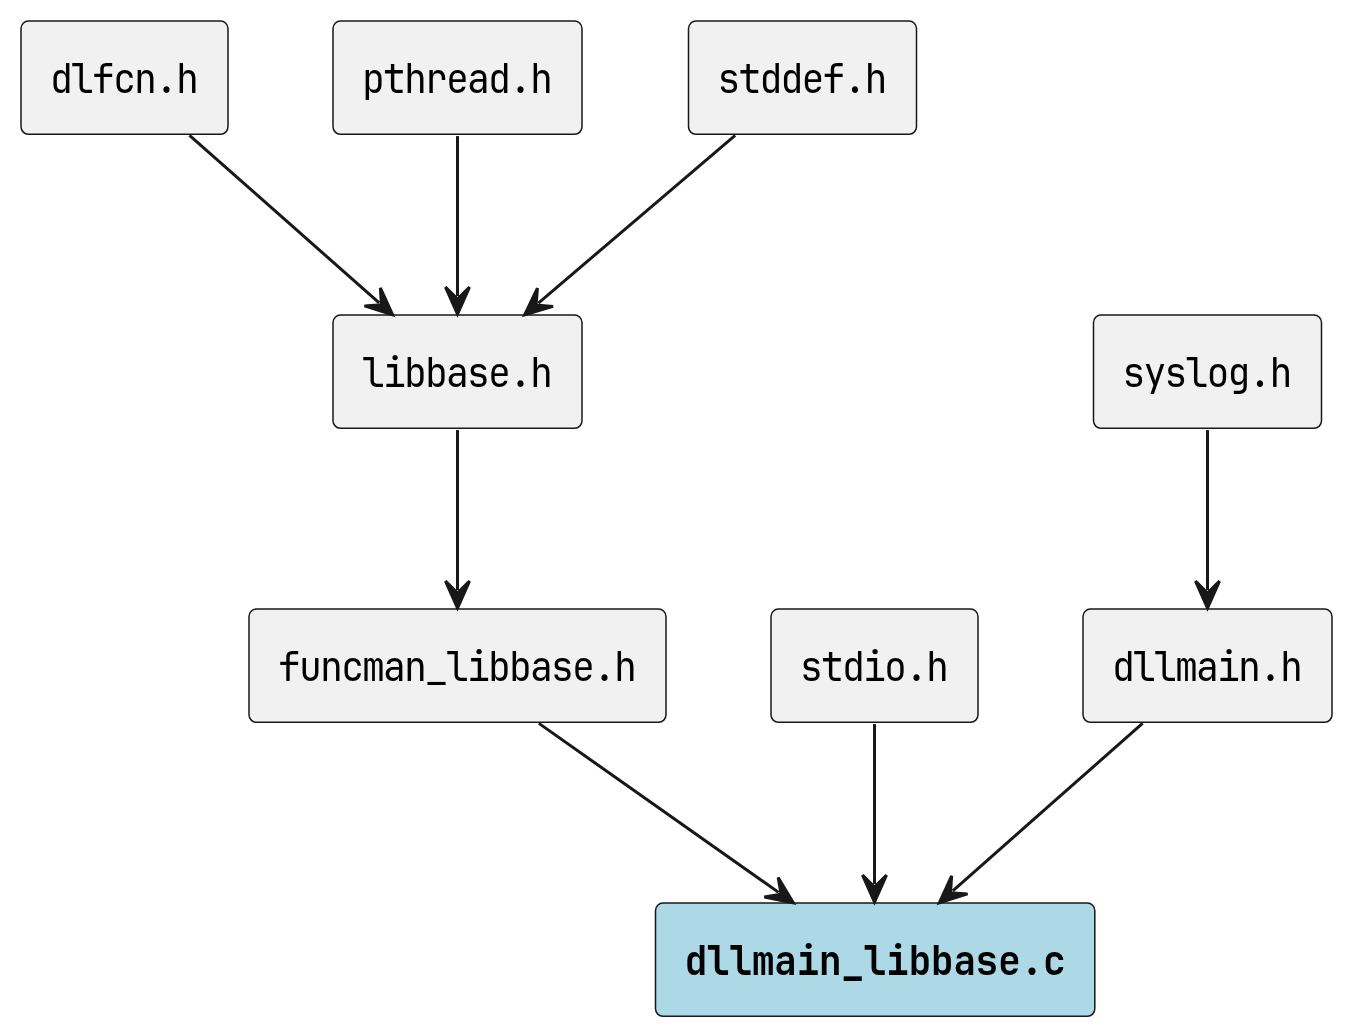 dlfcn.h
pthread.h
stddef.h
libbase.h
syslog.h
funcman_libbase.h
stdio.h
dllmain.h
dllmain_libbase.c